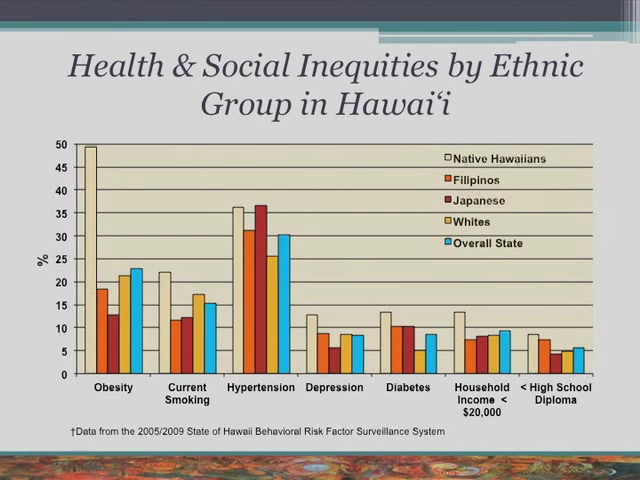 Health & Social Inequities by Ethnic
Group in Hawai‘i
50
45
40
35
30
25
20
15
10
5
0
%
Native Hawaiians
Filipinos
Japanese
Whites
Overall State
Obesity
Current
Smoking
Hypertension
Depression
Diabetes
Household
Income <
$20,000
< High School
Diploma
†Data from the 2005/2009 State of Hawaii Behavioral Risk Factor Surveillance System